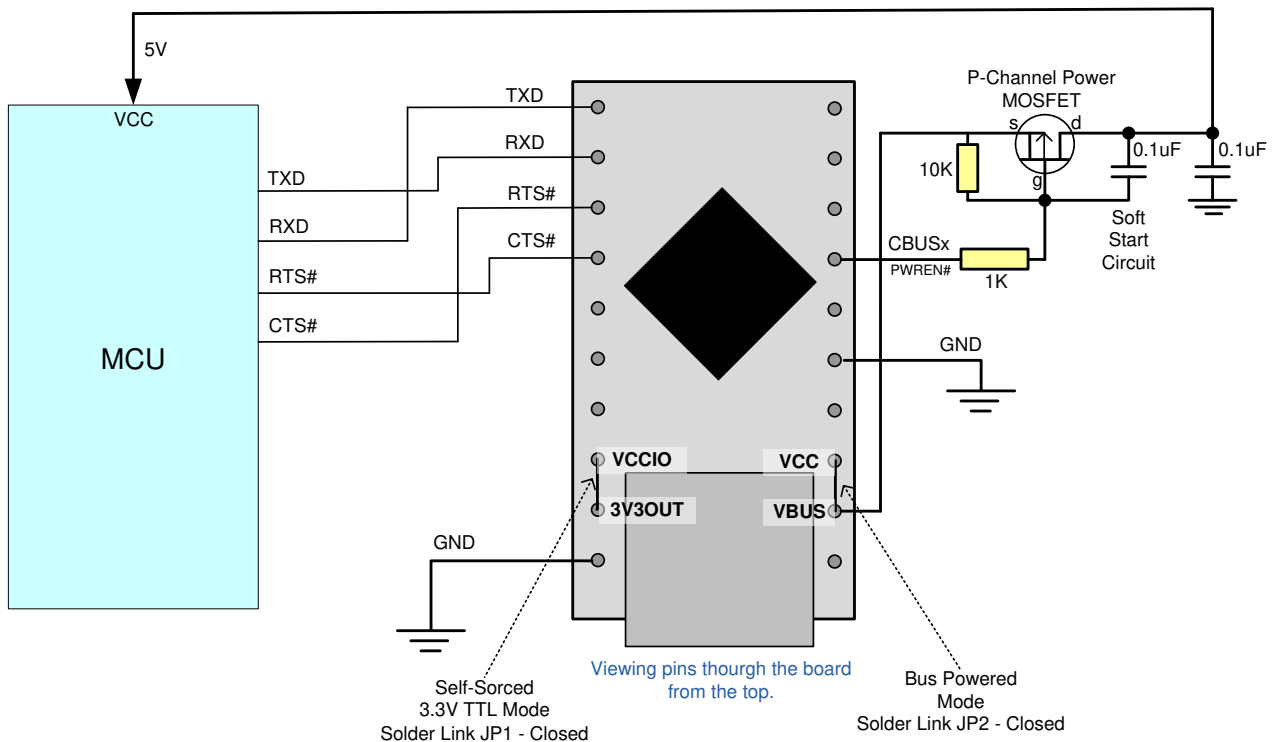 5V
VCC
MCU
TXD
RXD
RTS#
CTS#
TXD
RXD
RTS#
CTS#
VCCIO
3V3OUT
VCC
VBUS
GND
P-Channel Power
MOSFET
s
d
g
10K
0.1uF
0.1uF
Soft
Start
Circuit
CBUSx
PWREN#
1K
GND
Self-Sorced
3.3V TTL Mode
Solder Link JP1 - Closed
Viewing pins thourgh the board
from the top.
Bus Powered
Mode
Solder Link JP2 - Closed